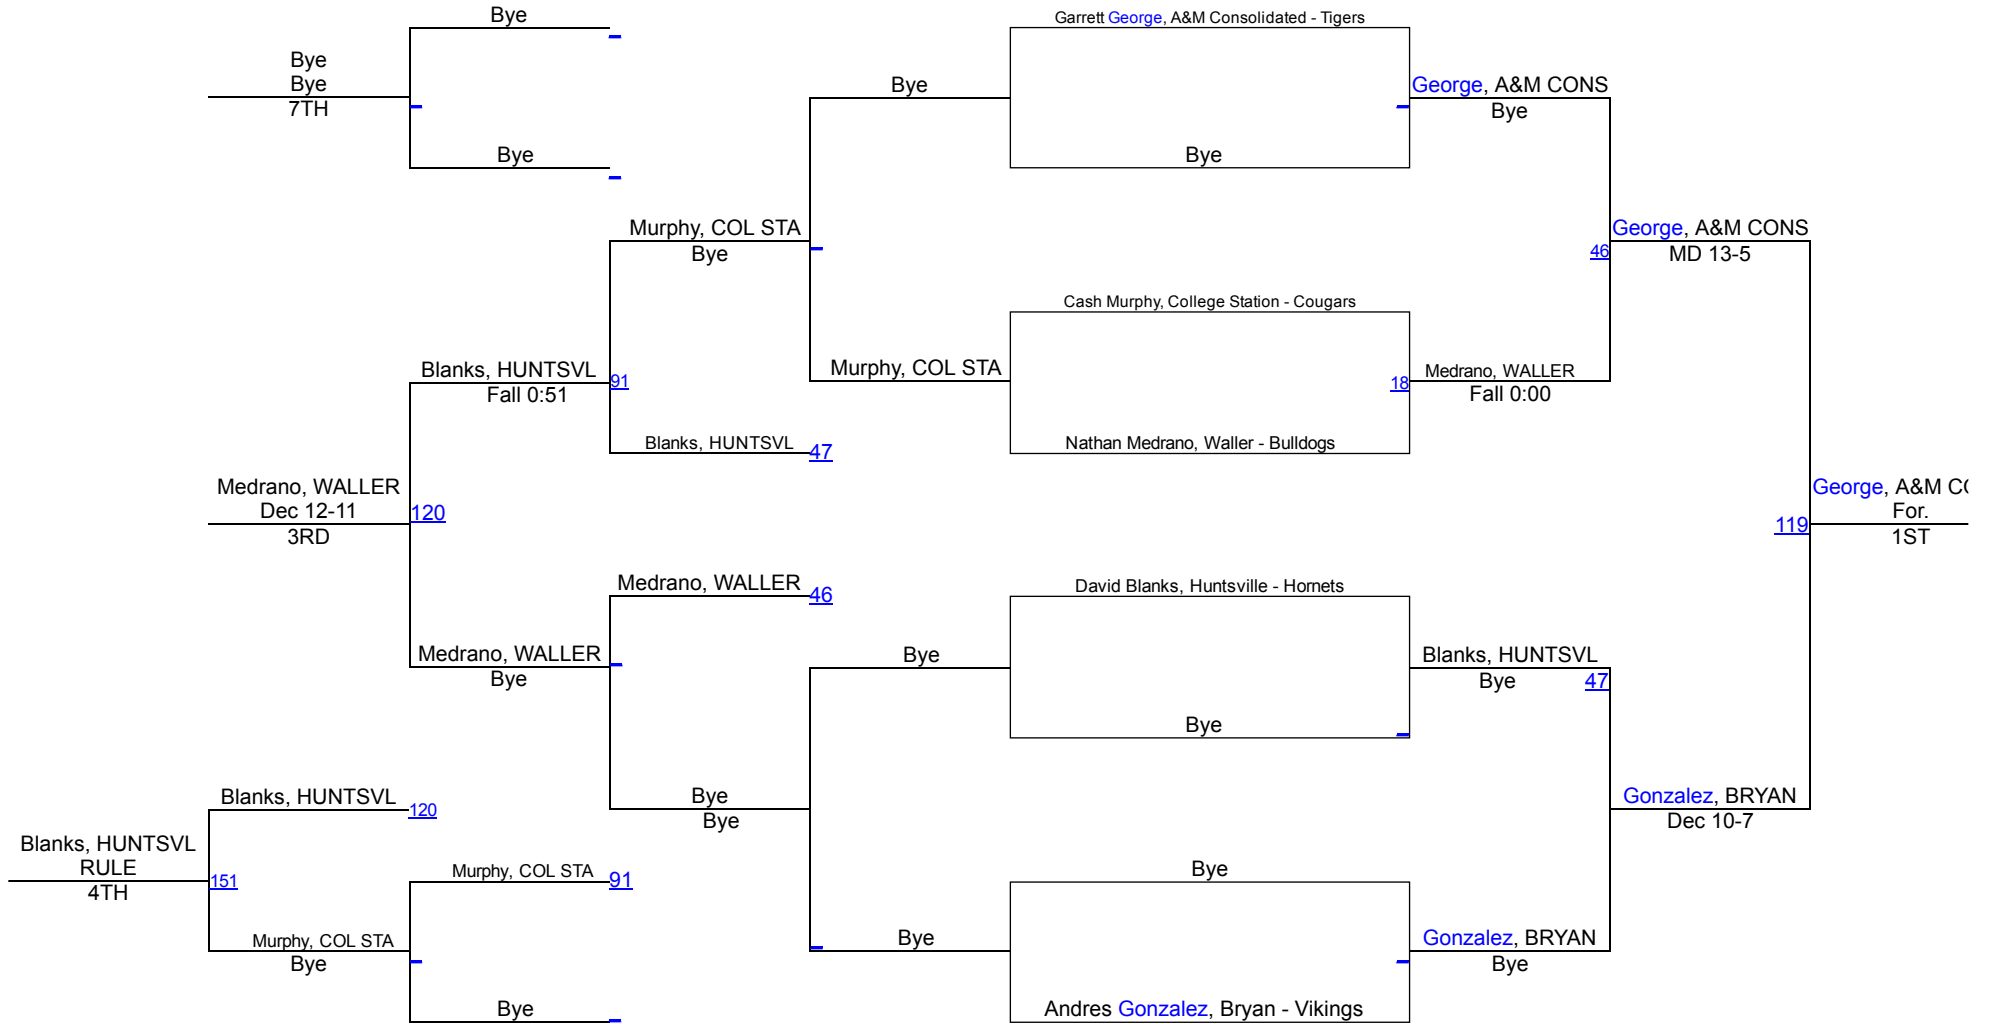 Bye
Garrett George, A&M Consolidated - Tigers
Bye
Bye
7TH
Bye
George, A&M CONS
Bye
Bye
Bye
Murphy, COL STA
Bye
George, A&M CONS
46
MD 13-5
Cash Murphy, College Station - Cougars
Blanks, HUNTSVL
91
Fall 0:51
Murphy, COL STA
18
Medrano, WALLER
Fall 0:00
Blanks, HUNTSVL 47
Nathan Medrano, Waller - Bulldogs
Medrano, WALLER
Dec 12-11
120
3RD
George, A&M C
For.
119
1ST
Medrano, WALLER 46
David Blanks, Huntsville - Hornets
Medrano, WALLER
Bye
Bye
Blanks, HUNTSVL
Bye
47
Bye
Blanks, HUNTSVL 120
Bye
Bye
Gonzalez, BRYAN
Dec 10-7
Blanks, HUNTSVL
RULE
151
4TH
Murphy, COL STA 91
Bye
Murphy, COL STA
Bye
Bye
Gonzalez, BRYAN
Bye
Bye
Andres Gonzalez, Bryan - Vikings